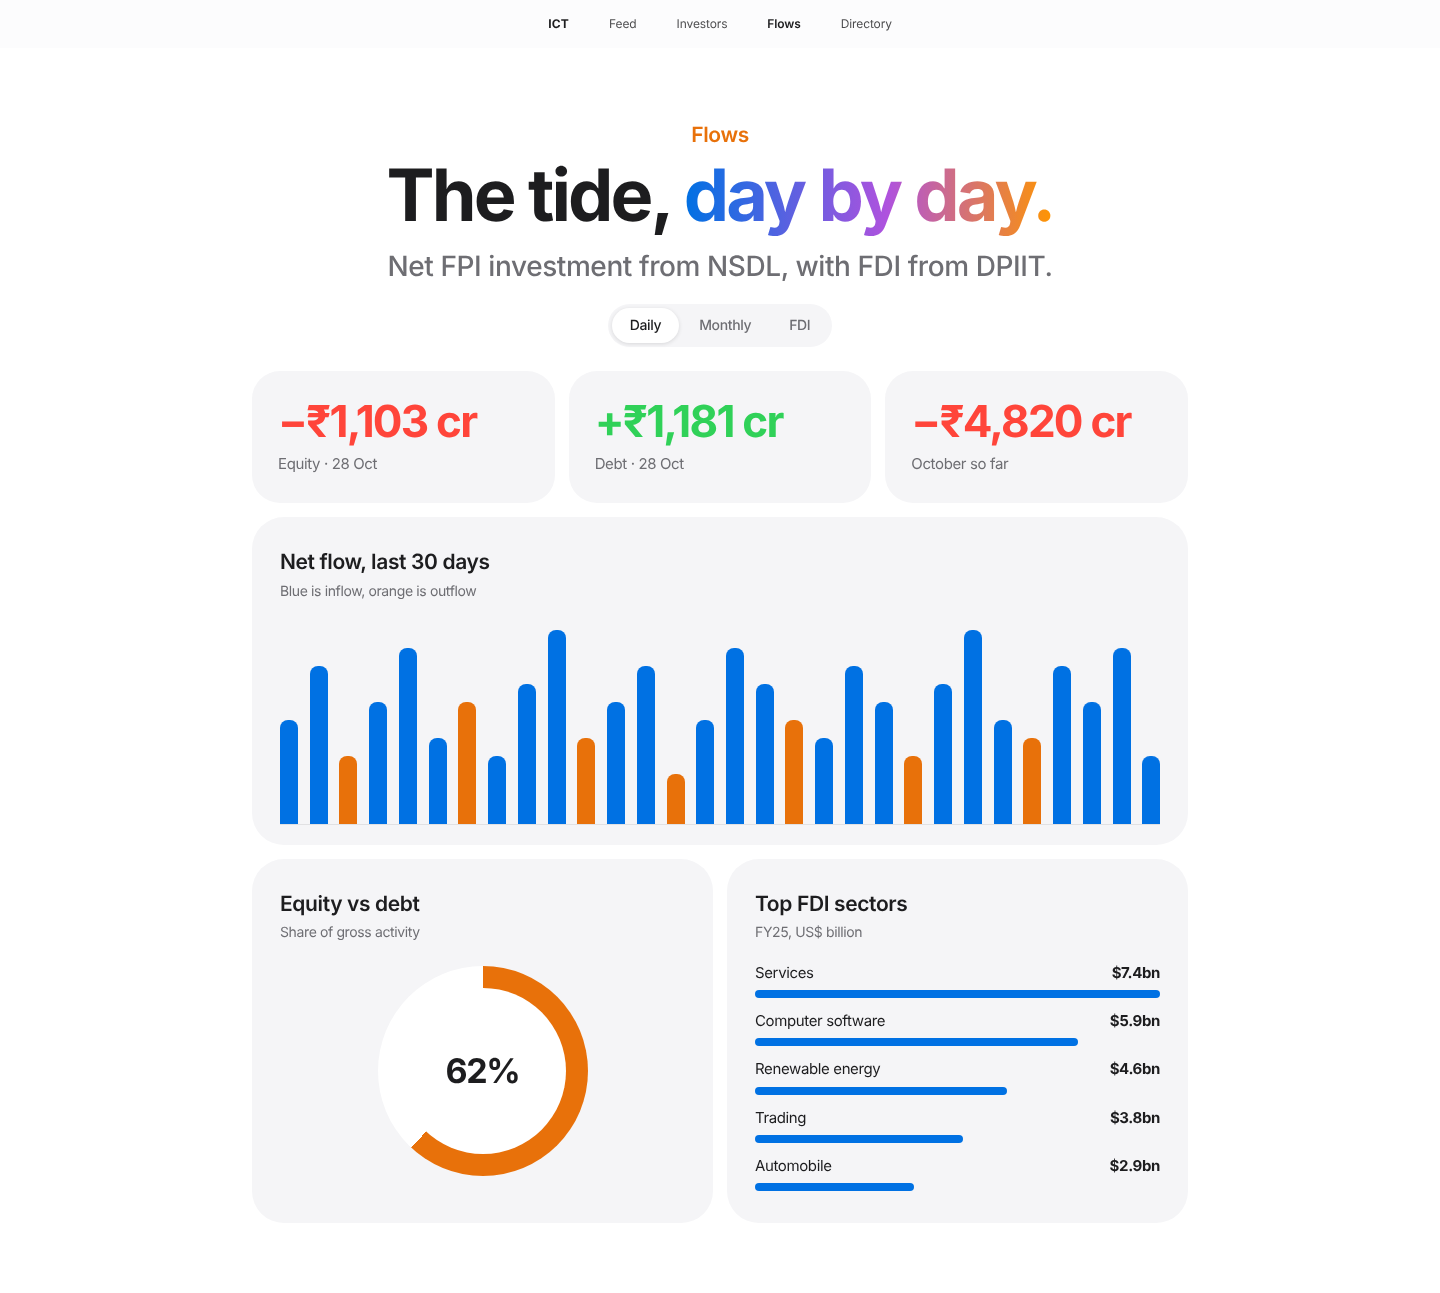 ICT Feed Investors Flows Directory
Flows
The tide, day by day.
Net FPI investment from NSDL, with FDI from DPIIT.
Daily Monthly FDI
−₹1,103 cr
Equity · 28 Oct
+₹1,181 cr
Debt · 28 Oct
−₹4,820 cr
October so far
Net flow, last 30 days
Blue is inflow, orange is outflow
Equity vs debt
Share of gross activity
62%
Top FDI sectors
FY25, US$ billion
Services $7.4bn
Computer software $5.9bn
Renewable energy $4.6bn
Trading $3.8bn
Automobile $2.9bn